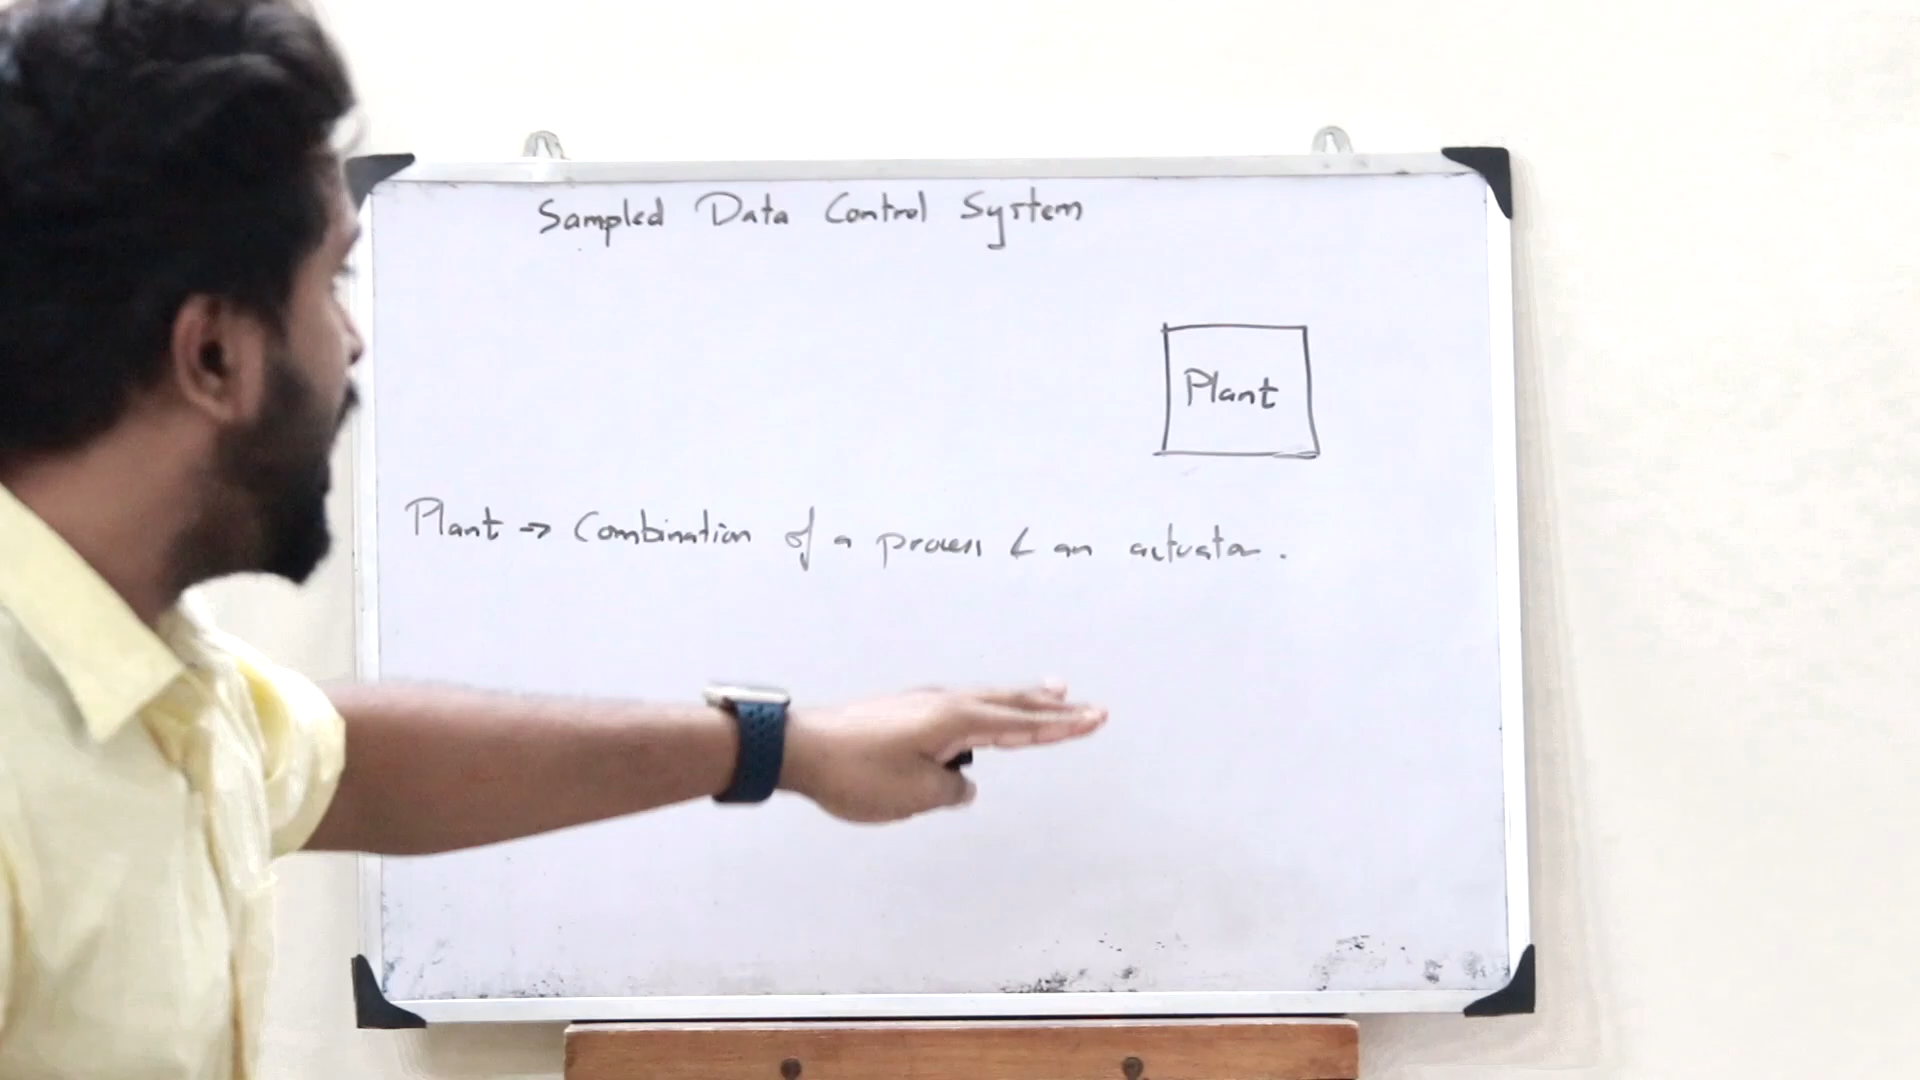 Sampled Data Control System
Plant
Plant → Combination of a process & an actuator.